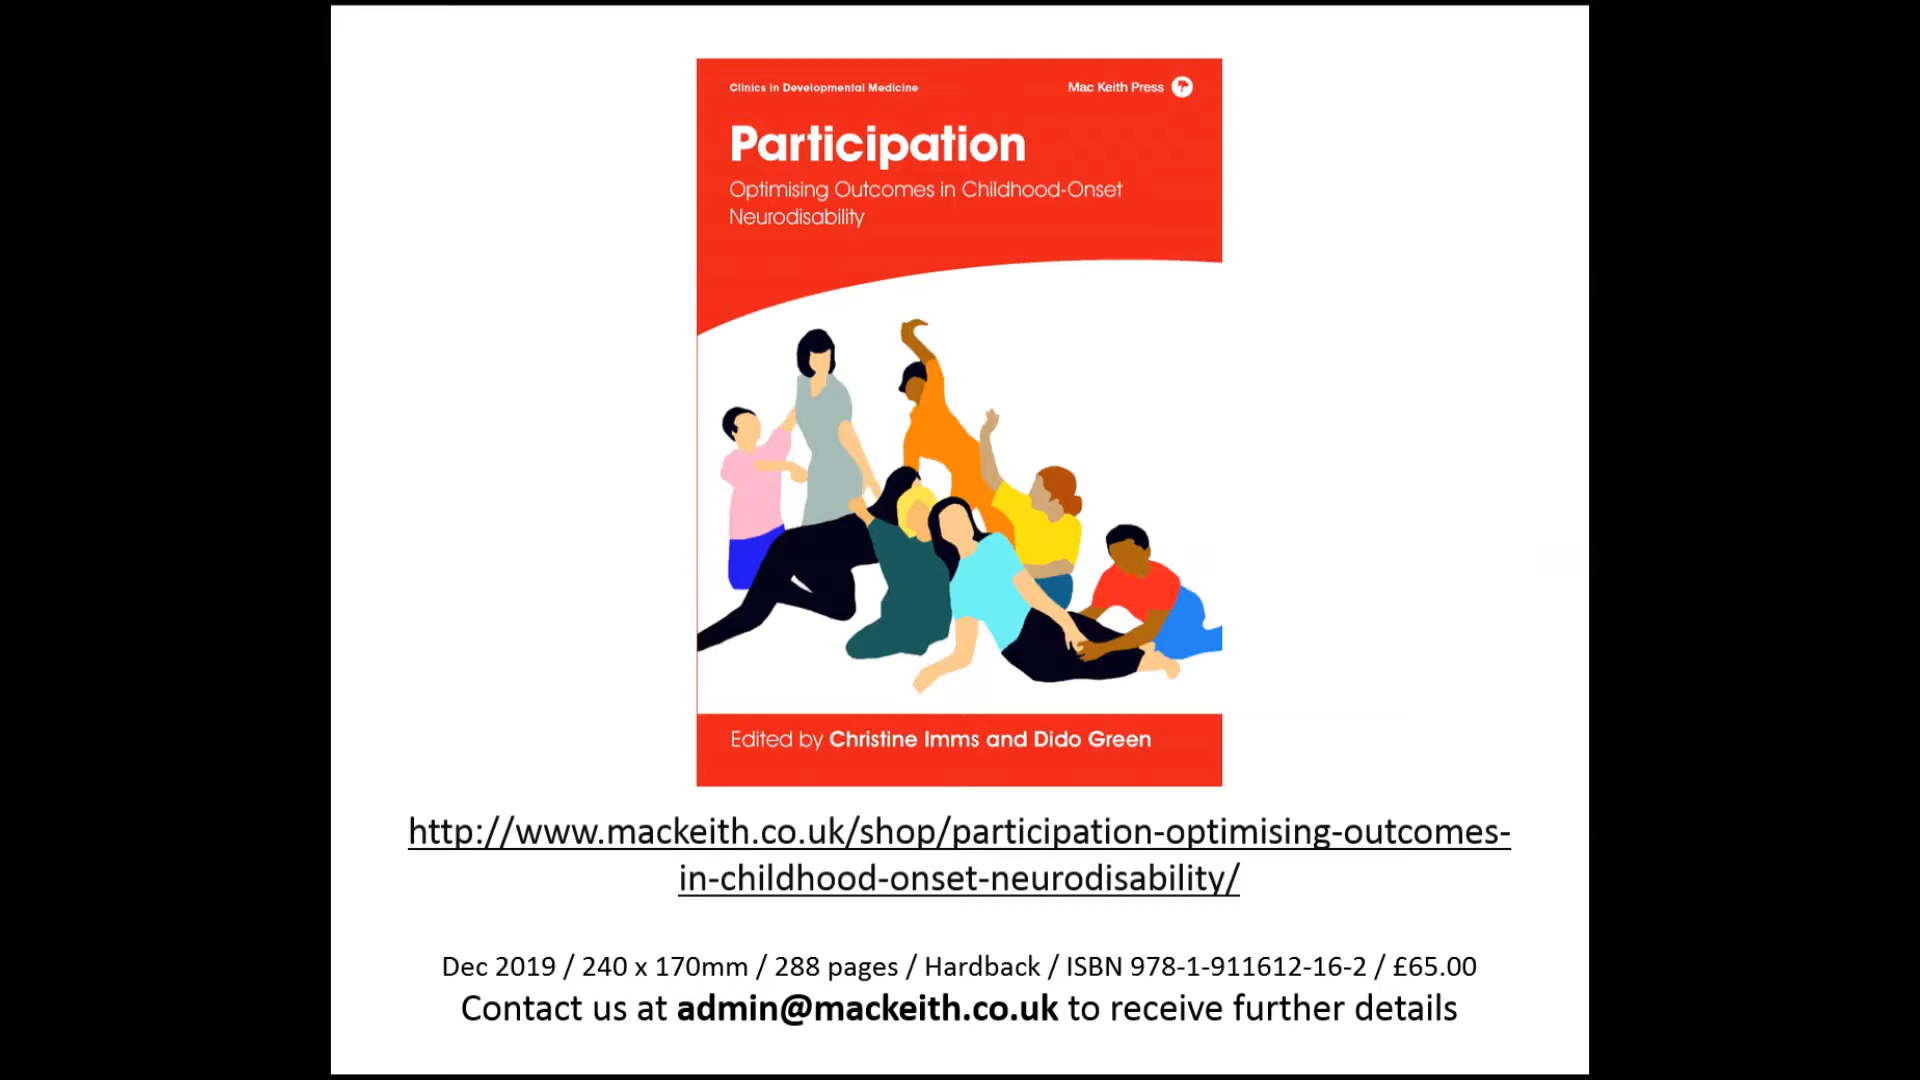 Clinics in Developmental Medicine
Mac Keith Press
Participation
Optimising Outcomes in Childhood-Onset
Neurodisability
Edited by Christine Imms and Dido Green
http://www.mackeith.co.uk/shop/participation-optimising-outcomes-
in-childhood-onset-neurodisability/
Dec 2019 / 240 x 170mm / 288 pages / Hardback / ISBN 978-1-911612-16-2 / £65.00
Contact us at admin@mackeith.co.uk to receive further details